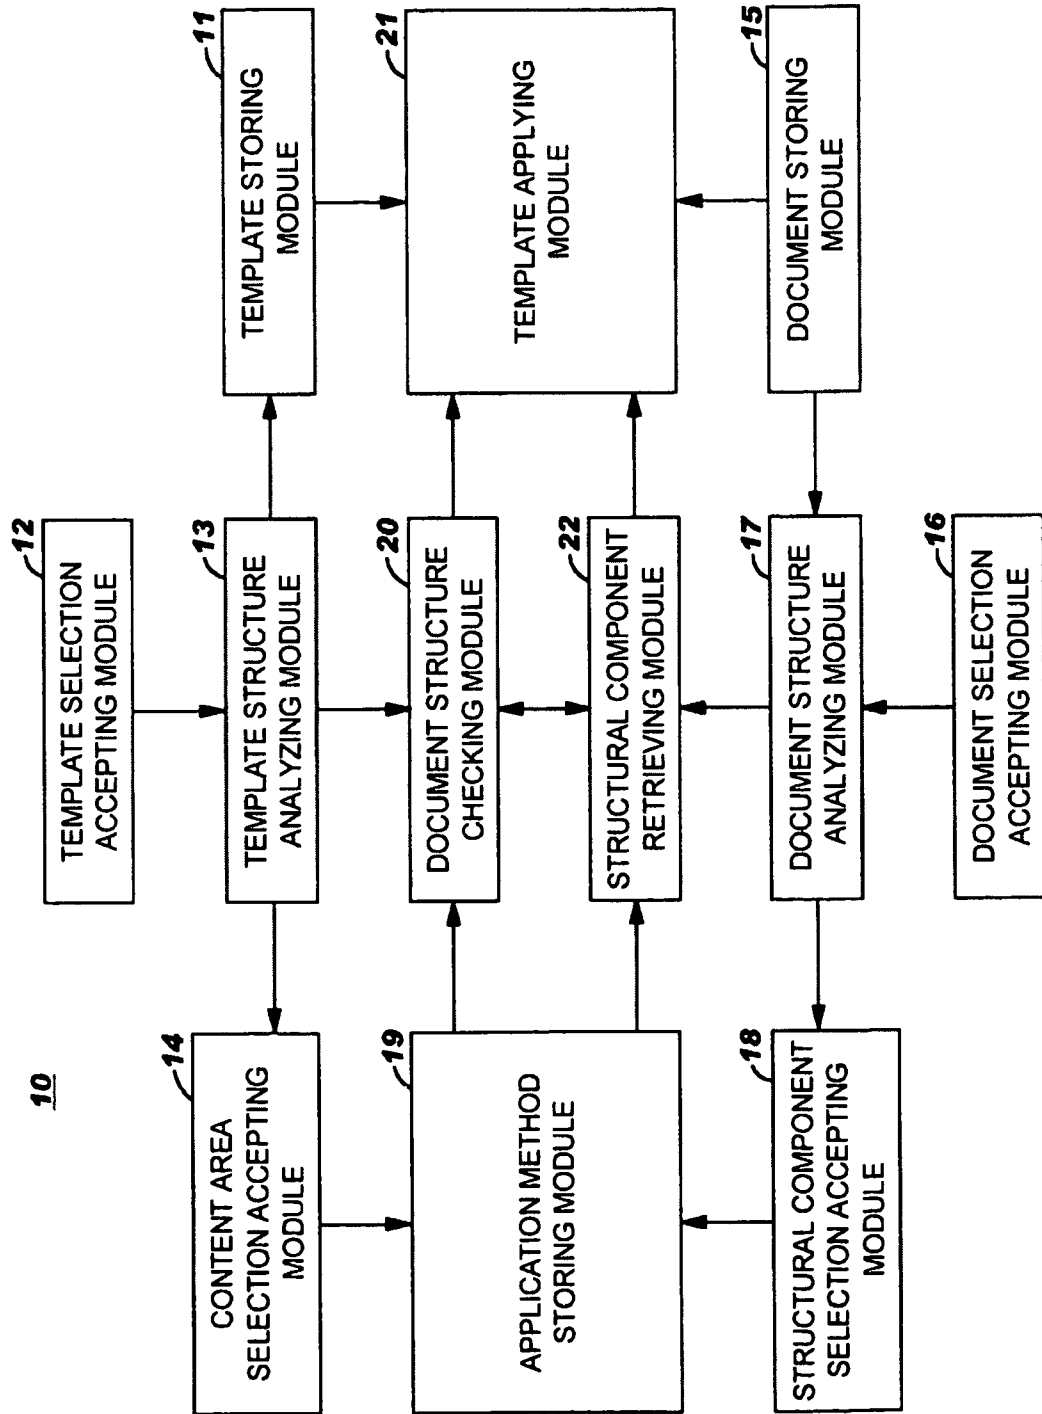 10
12
TEMPLATE SELECTION
ACCEPTING MODULE
14
CONTENT AREA
SELECTION ACCEPTING
MODULE
13
TEMPLATE STRUCTURE
ANALYZING MODULE
11
TEMPLATE STORING
MODULE
19
APPLICATION METHOD
STORING MODULE
20
DOCUMENT STRUCTURE
CHECKING MODULE
22
STRUCTURAL COMPONENT
RETRIEVING MODULE
21
TEMPLATE APPLYING
MODULE
18
STRUCTURAL COMPONENT
SELECTION ACCEPTING
MODULE
17
DOCUMENT STRUCTURE
ANALYZING MODULE
15
DOCUMENT STORING
MODULE
16
DOCUMENT SELECTION
ACCEPTING MODULE